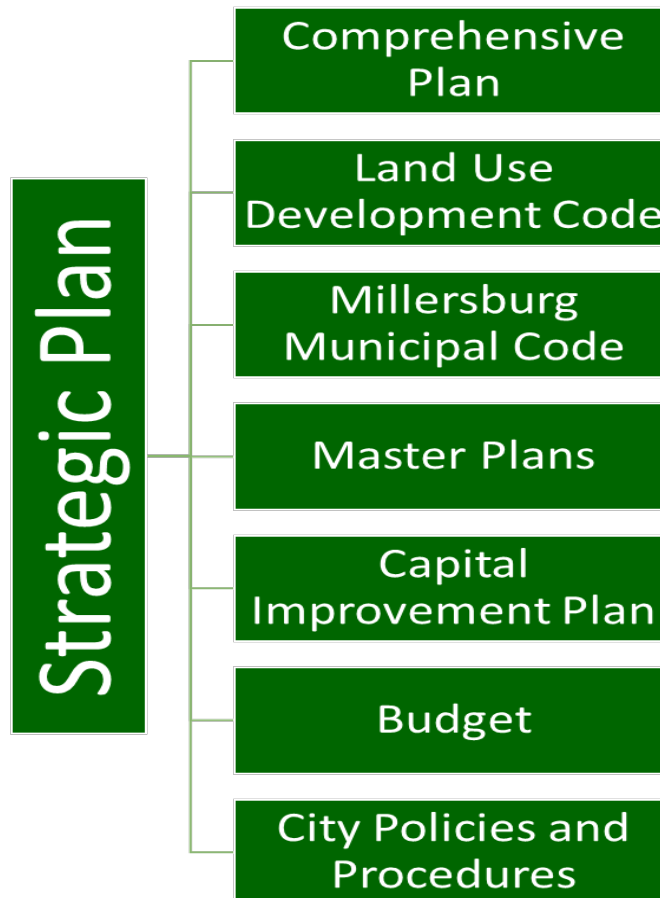 Strategic Plan
Comprehensive
Plan
Land Use
Development Code
Millersburg
Municipal Code
Master Plans
Capital
Improvement Plan
Budget
City Policies and
Procedures